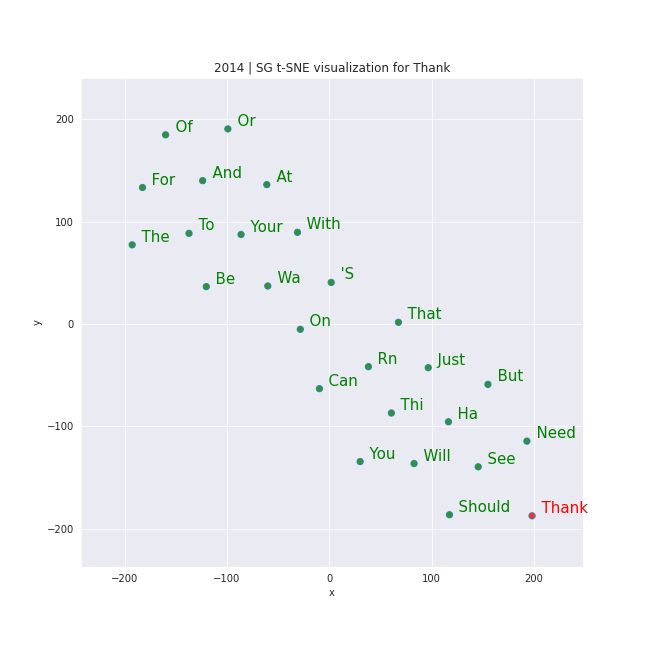 2014 | SG t-SNE visualization for Thank
200
100
0
−100
−200
y
Of
Or
For
And
At
The
To
Your
With
Be
Wa
'S
On
That
Rn
Just
Can
But
Thi
Ha
Need
You
Will
See
Should
Thank
−200
−100
0
100
200
x